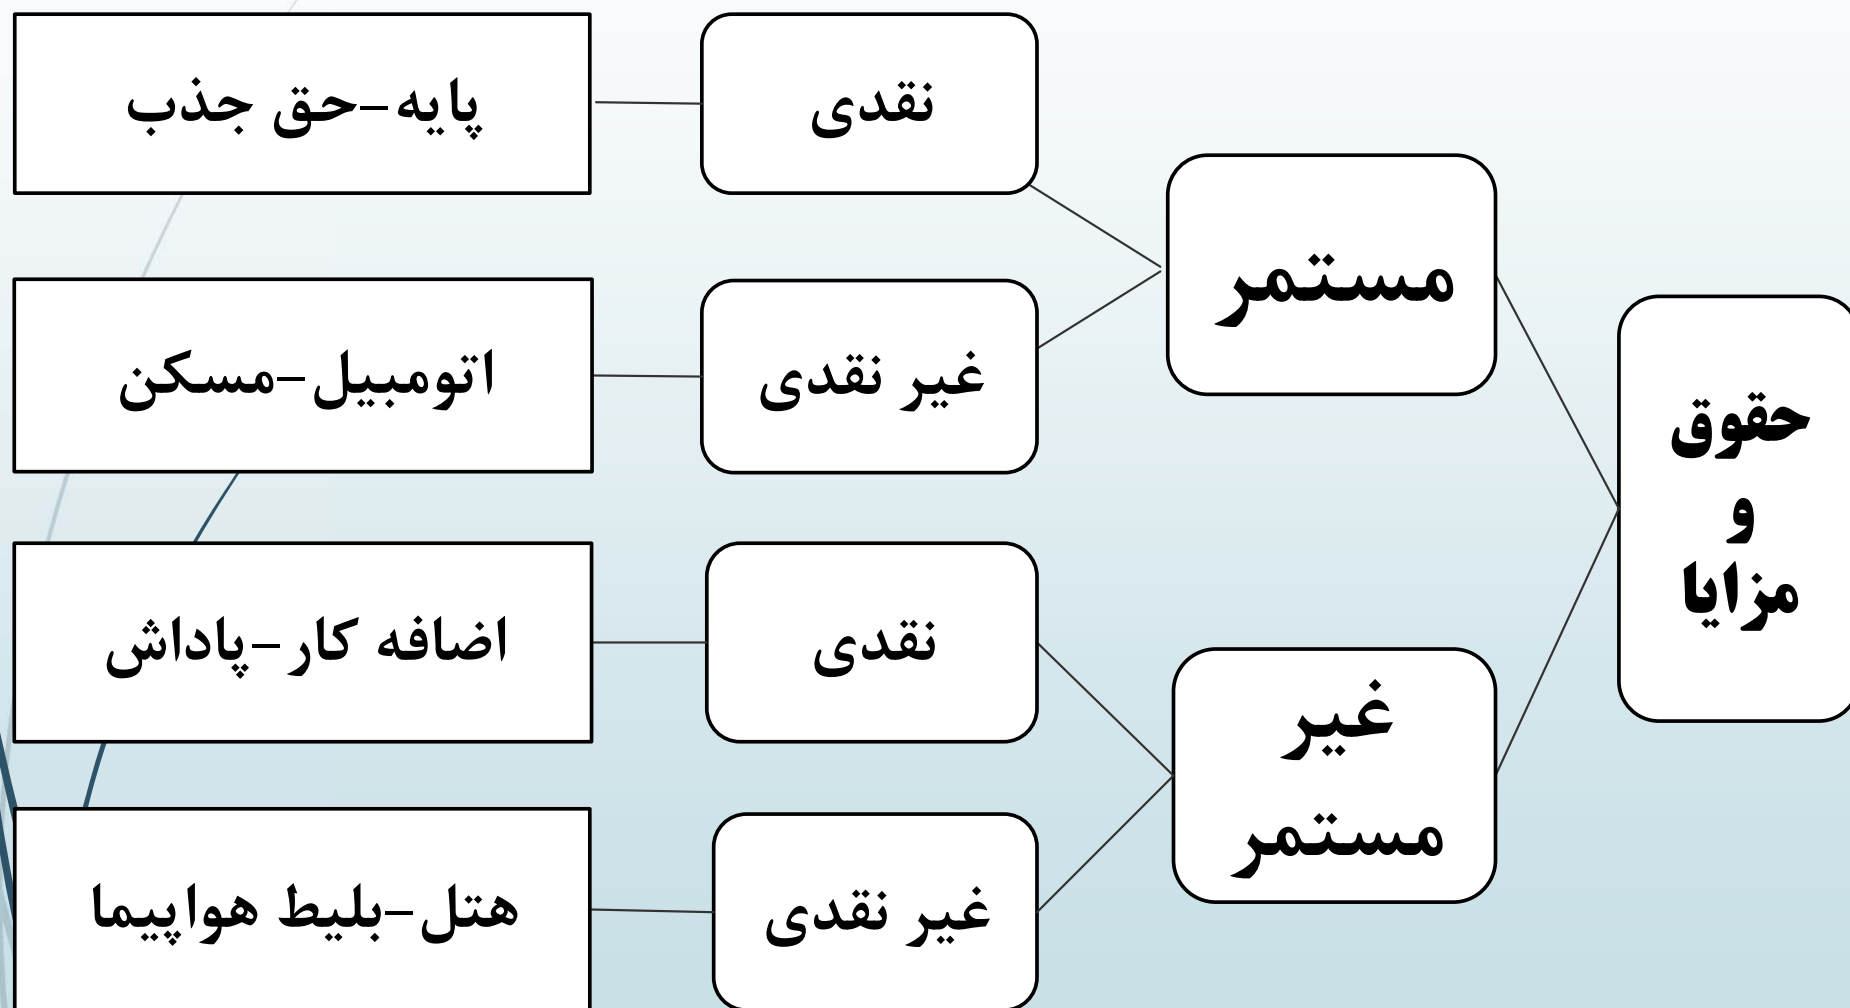 حقوق
و
مزایا
مستمر
نقدی
پایه-حق جذب
غیر نقدی
اتومبیل-مسکن
غیر
مستمر
نقدی
اضافه کار-پاداش
غیر نقدی
هتل-بلیط هواپیما